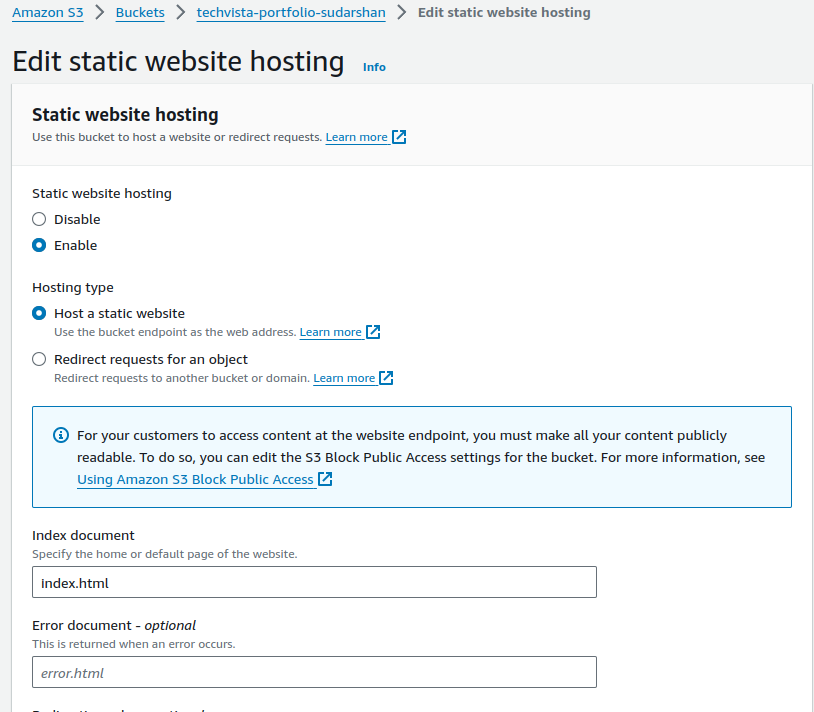 Amazon S3 > Buckets > techvista-portfolio-sudarshan > Edit static website hosting
Edit static website hosting Info
Static website hosting
Use this bucket to host a website or redirect requests. Learn more
Static website hosting
Disable
Enable
Hosting type
Host a static website
Use the bucket endpoint as the web address. Learn more
Redirect requests for an object
Redirect requests to another bucket or domain. Learn more
For your customers to access content at the website endpoint, you must make all your content publicly
readable. To do so, you can edit the S3 Block Public Access settings for the bucket. For more information, see
Using Amazon S3 Block Public Access
Index document
Specify the home or default page of the website.
index.html
Error document - optional
This is returned when an error occurs.
error.html